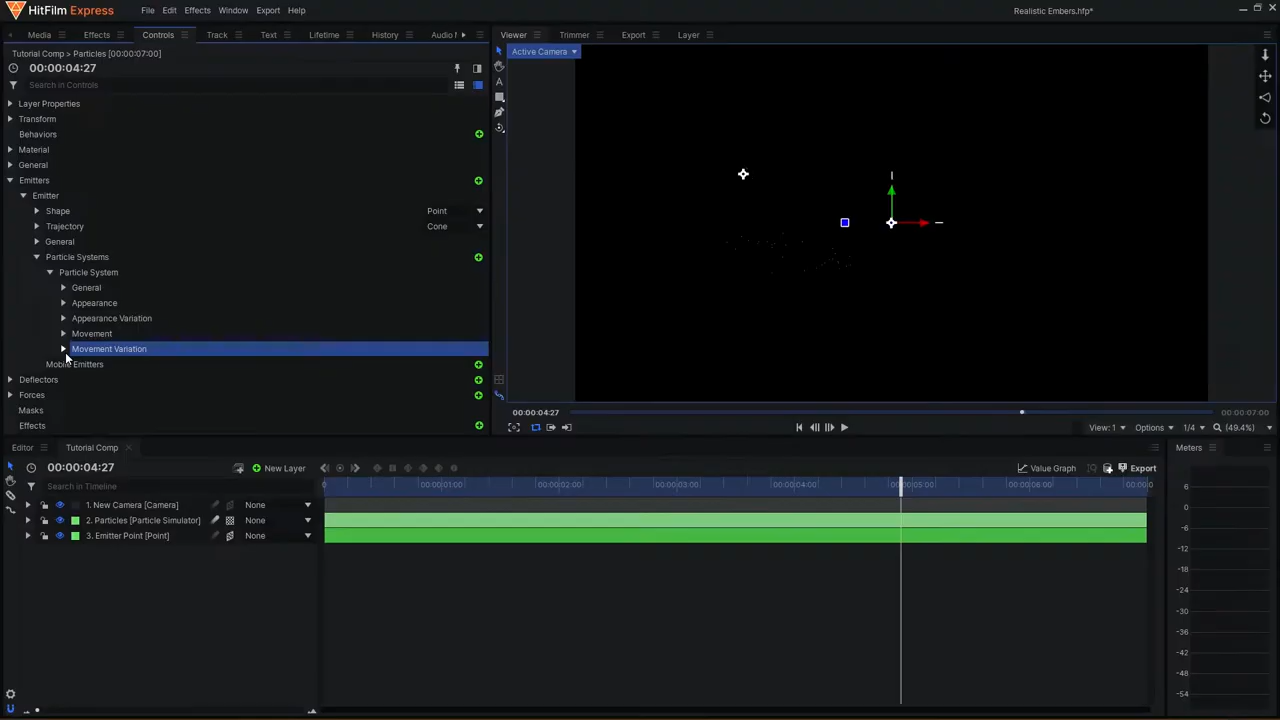 HitFilm Express
File Edit Effects Window Export Help
Realistic Embers.hfp*
Media Effects Controls Track Text Lifetime History Audio
Viewer Trimmer Export Layer
Tutorial Comp > Particles [00:00:07:00]
Active Camera
00:00:04:27
Search in Controls
Layer Properties
Transform
Behaviors
Material
General
Emitters
Emitter
Shape Point
Trajectory Cone
General
Particle Systems
Particle System
General
Appearance
Appearance Variation
Movement
Movement Variation
Mobile Emitters
Deflectors
Forces
Masks
Effects
00:00:04:27 00:00:07:00
View: 1 Options 1/4 (49.4%)
Editor Tutorial Comp
Meters
00:00:04:27 New Layer Value Graph Export
Search in Timeline
0 00:00:01:00 00:00:02:00 00:00:03:00 00:00:04:00 00:00:05:00 00:00:06:00 00:00:0
1. New Camera [Camera] None
2. Particles [Particle Simulator] None
3. Emitter Point [Point] None
6
0
-6
-12
-18
-24
-30
-36
-42
-48
-54